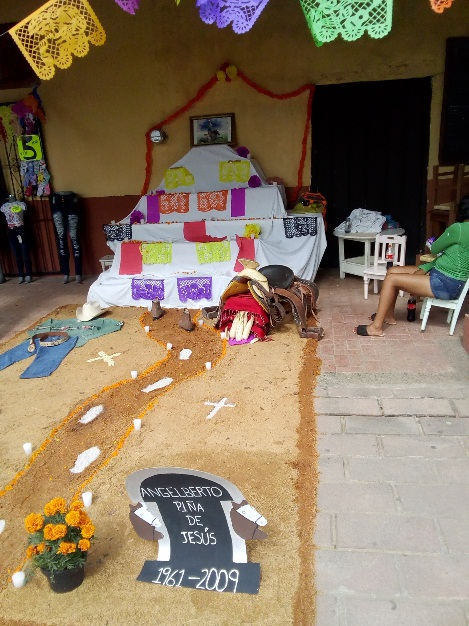 5
ANGELBERTO
PIÑA
DE
JESÚS
1961-2009